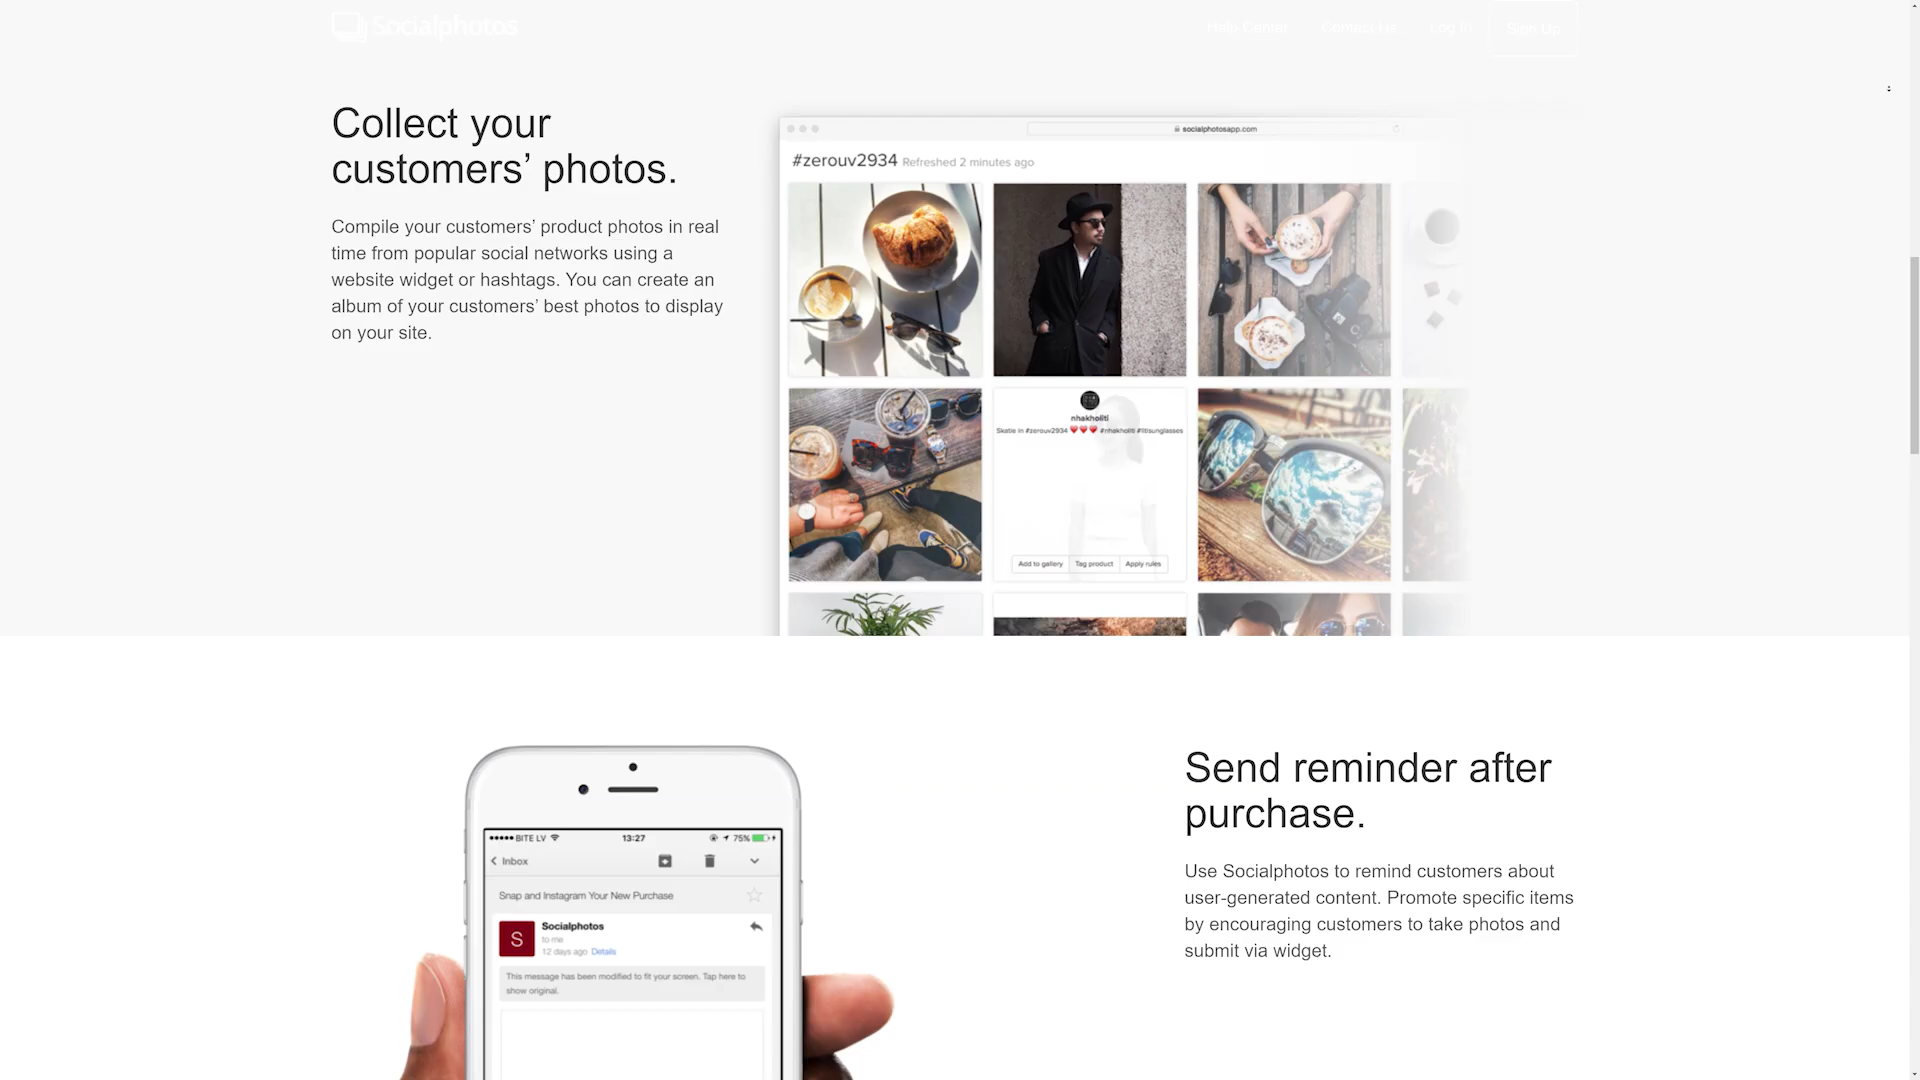 Socialphotos
Help Center Contact Us Log In Sign Up
Collect your
customers’ photos.
Compile your customers’ product photos in real
time from popular social networks using a
website widget or hashtags. You can create an
album of your customers’ best photos to display
on your site.
socialphotosapp.com
#zerouv2934 Refreshed 2 minutes ago
nhakholiti
Skatie in #zerouv2934 ❤❤❤ #nhakholiti #litisunglasses
Add to gallery Tag product Apply rules
Send reminder after
purchase.
Use Socialphotos to remind customers about
user-generated content. Promote specific items
by encouraging customers to take photos and
submit via widget.
BITE LV 13:27 75%
Inbox
Snap and Instagram Your New Purchase
S
Socialphotos
to me
12 days ago Details
This message has been modified to fit your screen. Tap here to
show original.